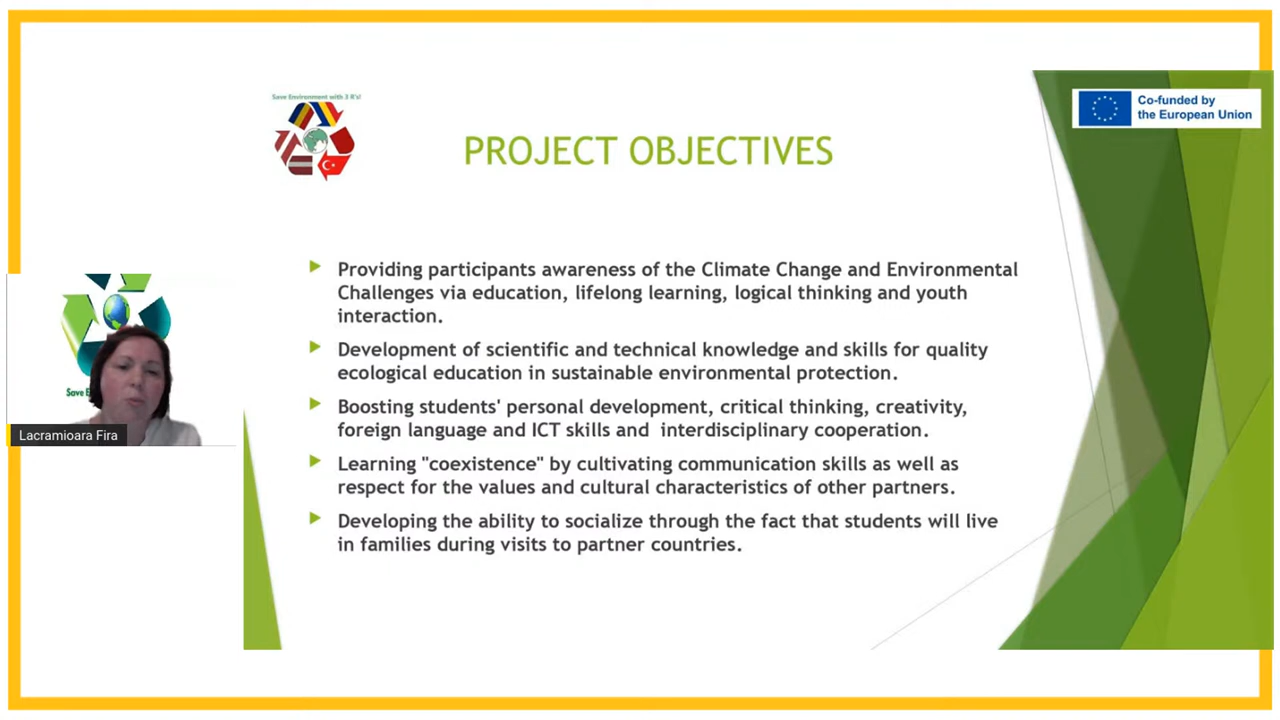 Save Environment with 3 R's!
Co-funded by
the European Union
PROJECT OBJECTIVES
Providing participants awareness of the Climate Change and Environmental
Challenges via education, lifelong learning, logical thinking and youth
interaction.
Development of scientific and technical knowledge and skills for quality
ecological education in sustainable environmental protection.
Boosting students' personal development, critical thinking, creativity,
foreign language and ICT skills and interdisciplinary cooperation.
Learning "coexistence" by cultivating communication skills as well as
respect for the values and cultural characteristics of other partners.
Developing the ability to socialize through the fact that students will live
in families during visits to partner countries.
Save
Lacramioara Fira